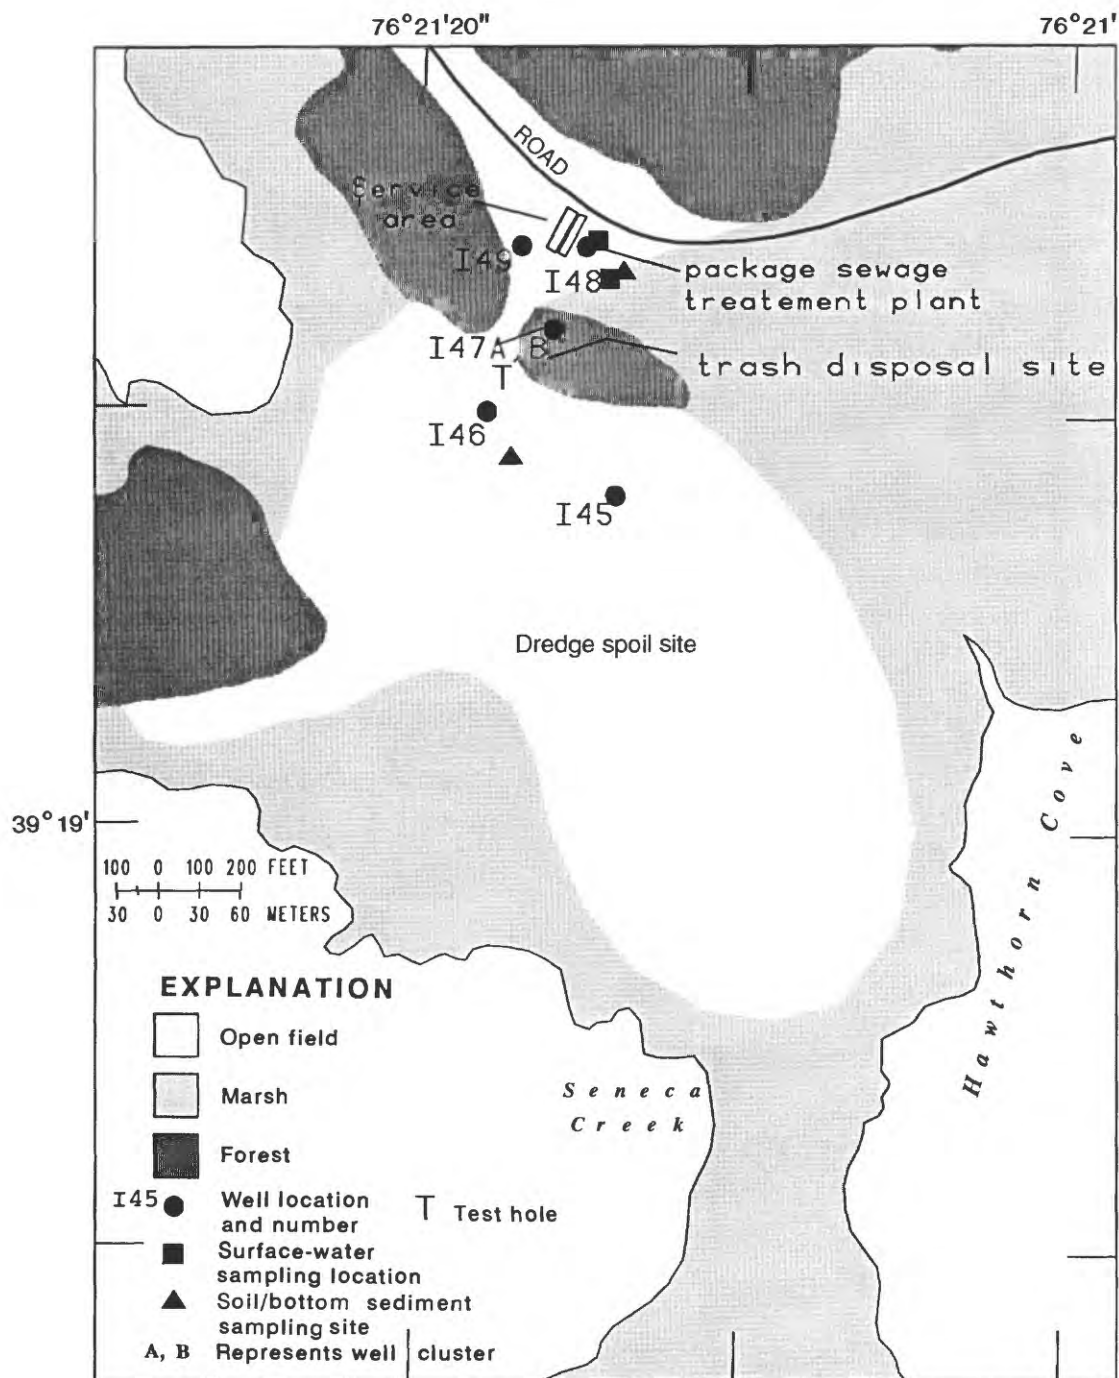 76°21'20"
76°21'
ROAD
Service
area
I49
I48
package sewage
treatement plant
I47 A, B
T
trash disposal site
I46
I45
Dredge spoil site
39°19'
100 0 100 200 FEET
30 0 30 60 METERS
Hawthorn Cove
Seneca
Creek
EXPLANATION
Open field
Marsh
Forest
I45 Well location
and number
T Test hole
Surface-water
sampling location
Soil/bottom sediment
sampling site
A, B Represents well cluster